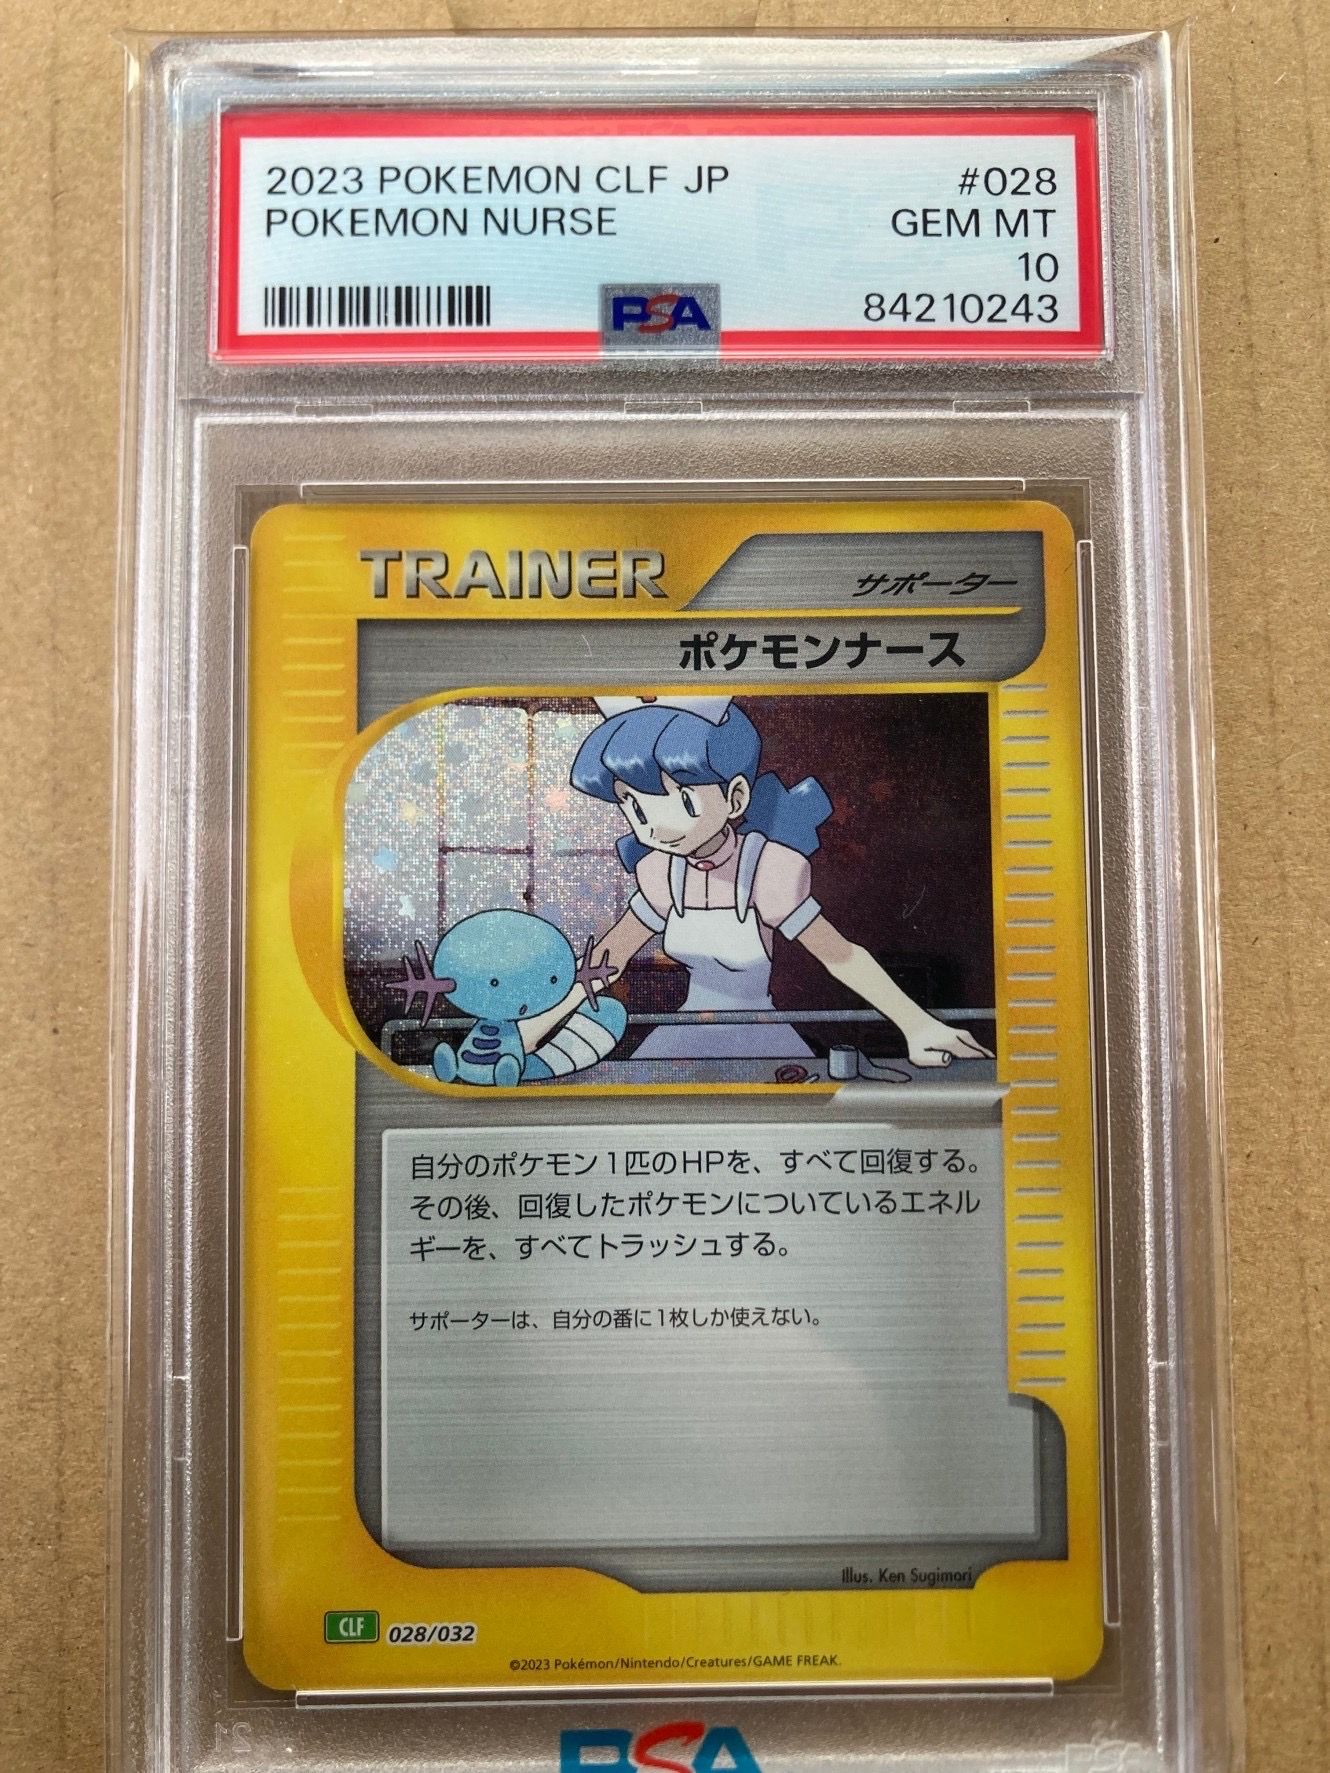 2023 POKEMON CLF JP #028
POKEMON NURSE GEM MT
10
PSA 84210243
TRAINER サポーター
ポケモンナース
自分のポケモン1匹のHPを、すべて回復する。
その後、回復したポケモンについているエネル
ギーを、すべてトラッシュする。
サポーターは、自分の番に1枚しか使えない。
Illus. Ken Sugimori
CLF 028/032
©2023 Pokémon/Nintendo/Creatures/GAME FREAK.
PSA